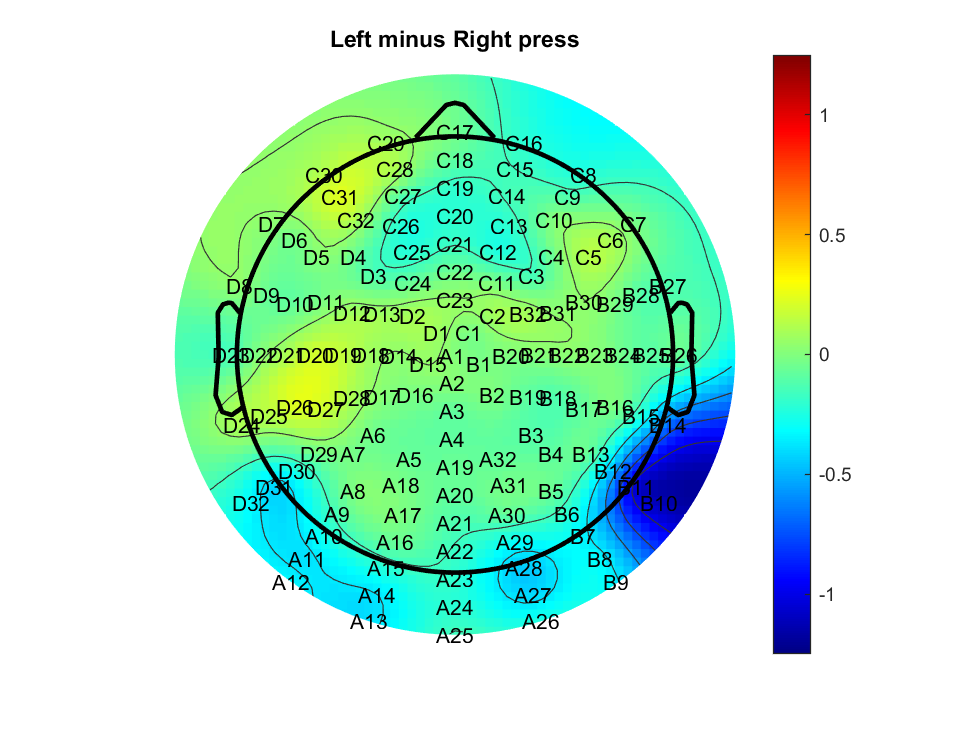 Left minus Right press
C17
C29 C16
C18
C28 C15
C30 C8
C19
C31 C27 C14 C9
C20
D7 C32 C26 C13 C10 C7
D6 C21 C6
D5 D4 C25 C12 C4 C5
D3 C22 C3
D8 C24 C11 B27
D9 D10 D11 C23 B30 B29 B28
D12 D13 D2 C2 B32 B31
D1 C1
D23 D22 D21 D20 D19 D18 D14 A1 B20 B21 B22 B23 B24 B25 B26
D15 B1
A2
D28 D17 D16 B2 B19 B18
D24 D25 D26 D27 A3 B17 B16 B15 B14
A6 A4 B3
D29 A7 A5 A19 A32 B4 B13
D30 B12
D31 A8 A18 A31 B5 B11
D32 A20 B10
A9 A17 A21 A30 B6
A10 A16 A22 A29 B7
A11 A15 A28 B8
A12 A23 B9
A14 A27
A24
A13 A26
A25
1
0.5
0
-0.5
-1